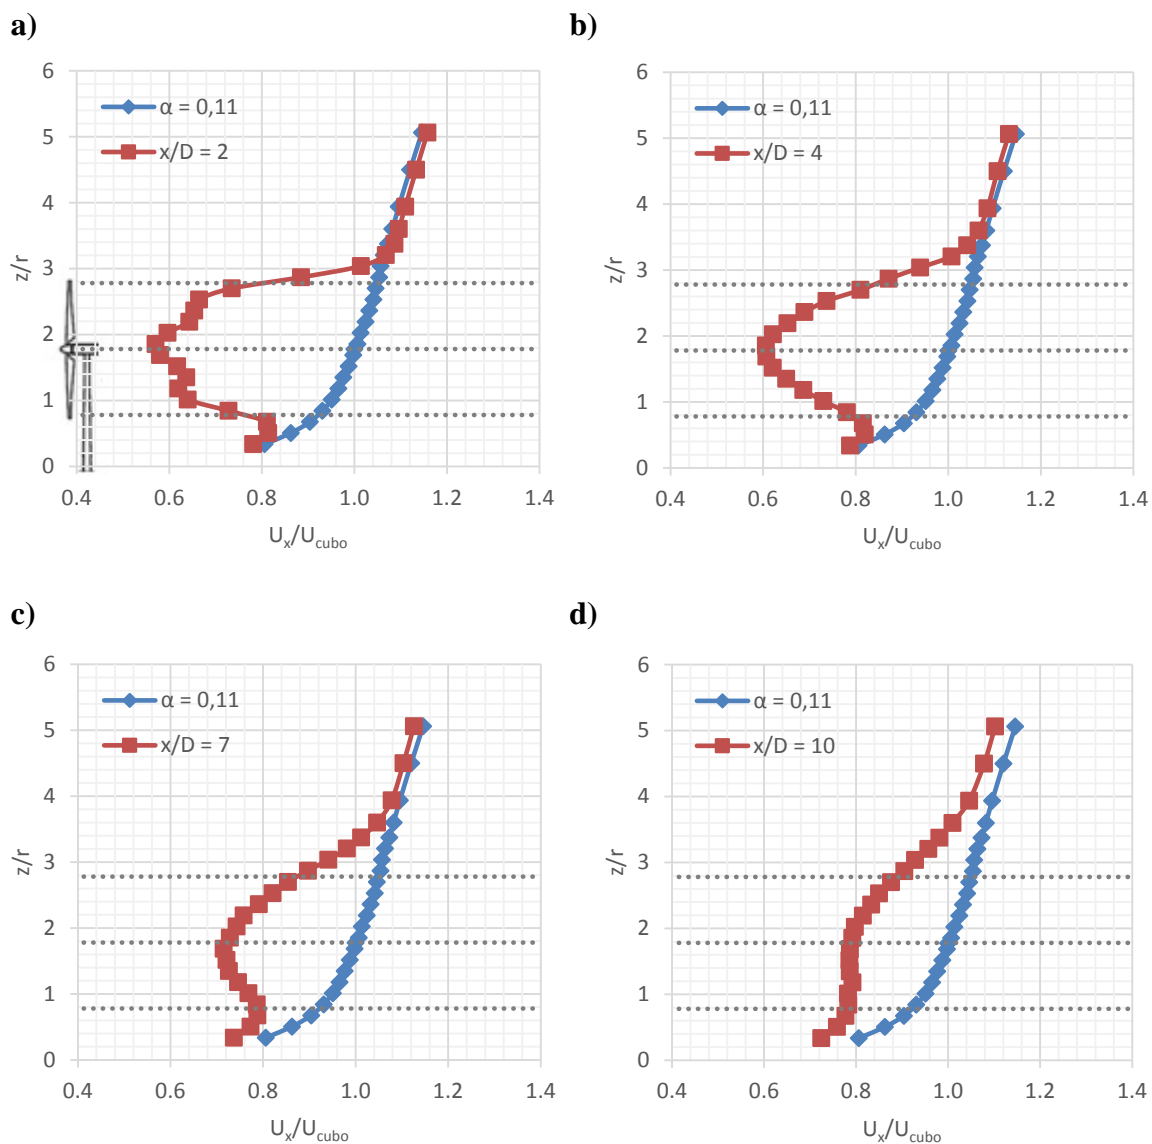 a)
6
5
4
3
2
1
0
z/r
α = 0,11
x/D = 2
0.4 0.6 0.8 1.0 1.2 1.4
Ux/Ucubo
b)
6
5
4
3
2
1
0
z/r
α = 0,11
x/D = 4
0.4 0.6 0.8 1.0 1.2 1.4
Ux/Ucubo
c)
6
5
4
3
2
1
0
z/r
α = 0,11
x/D = 7
0.4 0.6 0.8 1.0 1.2 1.4
Ux/Ucubo
d)
6
5
4
3
2
1
0
z/r
α = 0,11
x/D = 10
0.4 0.6 0.8 1.0 1.2 1.4
Ux/Ucubo